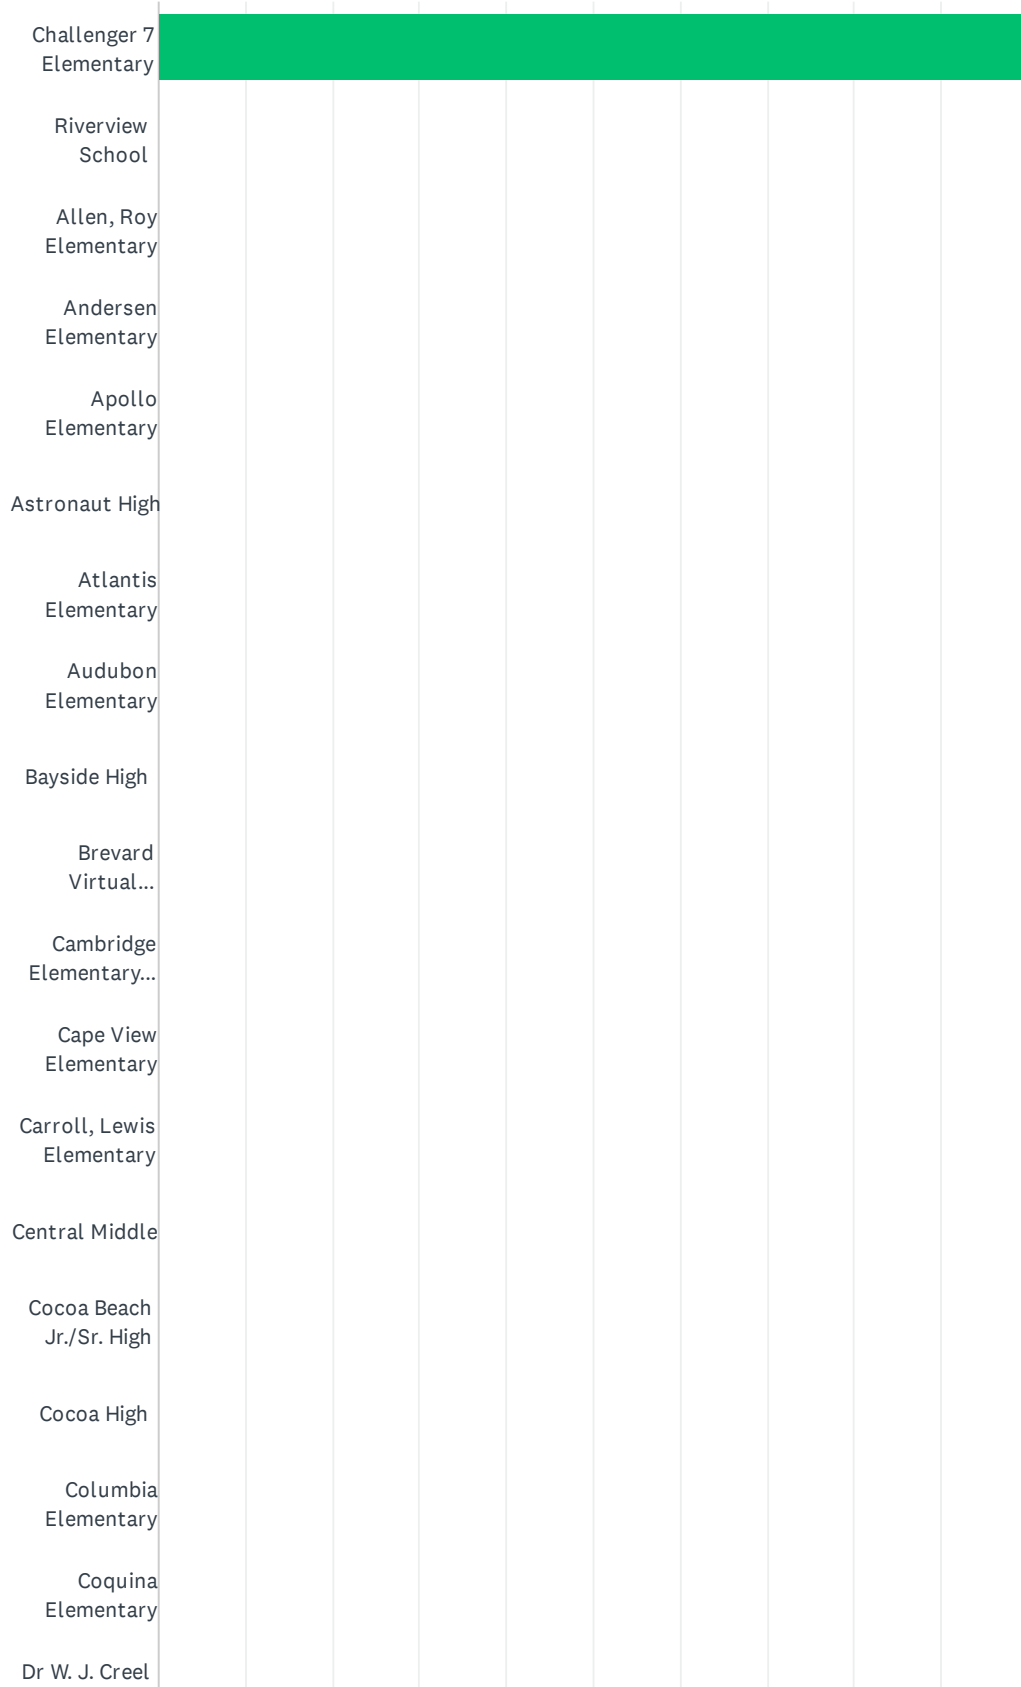 Challenger 7
Elementary
Riverview
School
Allen, Roy
Elementary
Andersen
Elementary
Apollo
Elementary
Astronaut High
Atlantis
Elementary
Audubon
Elementary
Bayside High
Brevard
Virtual...
Cambridge
Elementary...
Cape View
Elementary
Carroll, Lewis
Elementary
Central Middle
Cocoa Beach
Jr./Sr. High
Cocoa High
Columbia
Elementary
Coquina
Elementary
Dr W. J. Creel